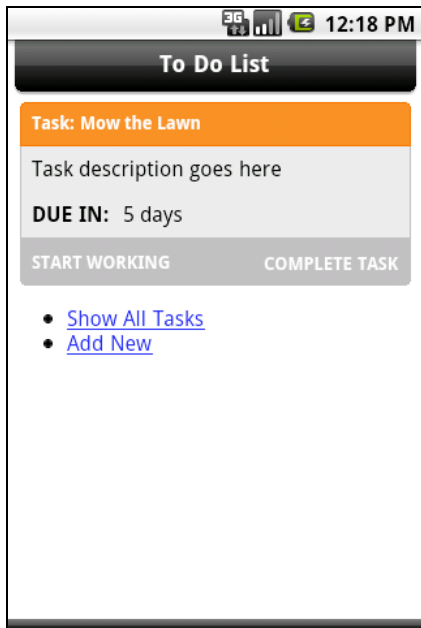 3G 12:18 PM
To Do List
Task: Mow the Lawn
Task description goes here
DUE IN: 5 days
START WORKING COMPLETE TASK
Show All Tasks
Add New